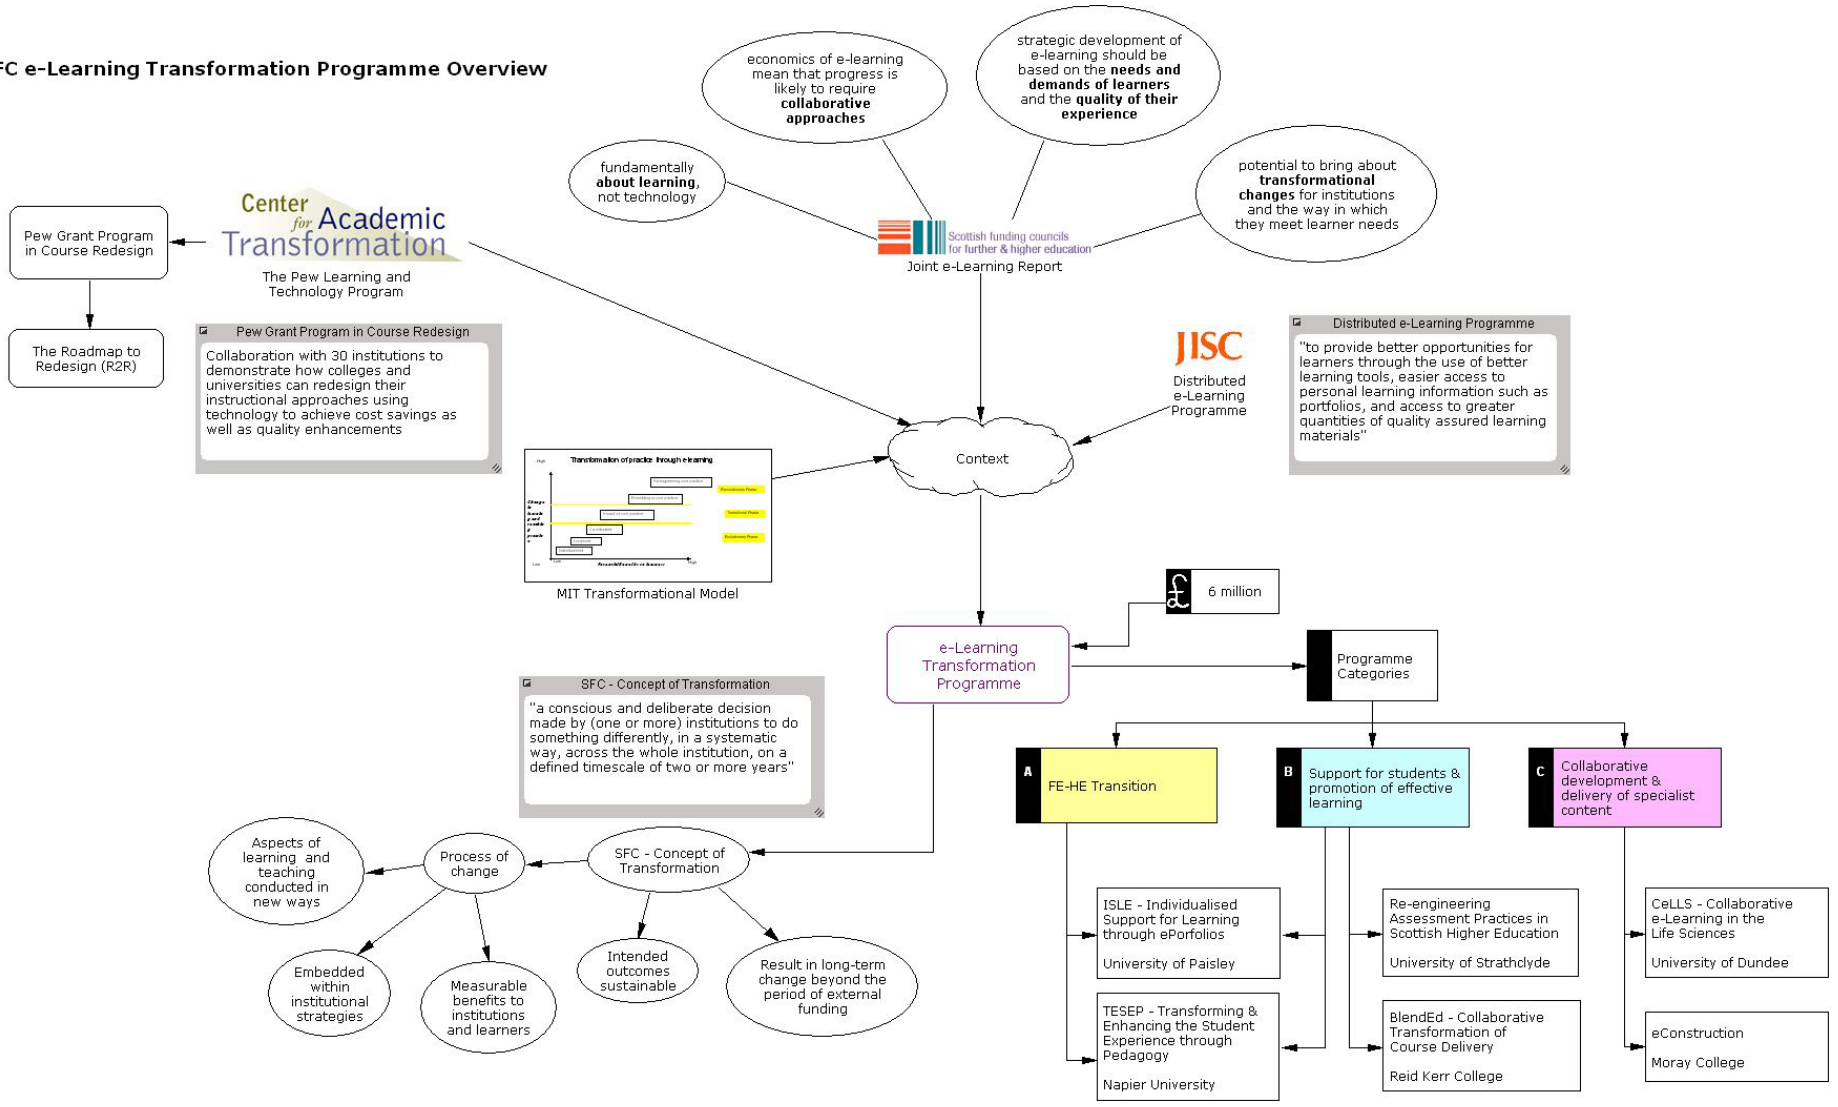 FC e-Learning Transformation Programme Overview
economics of e-learning
mean that progress is
likely to require
collaborative
approaches
strategic development of
e-learning should be
based on the needs and
demands of learners
and the quality of their
experience
fundamentally
about learning,
not technology
potential to bring about
transformational
changes for institutions
and the way in which
they meet learner needs
Pew Grant Program
in Course Redesign
Center
for Academic
Transformation
The Pew Learning and
Technology Program
Scottish funding councils
for further & higher education
Joint e-Learning Report
The Roadmap to
Redesign (R2R)
Pew Grant Program in Course Redesign
Collaboration with 30 institutions to
demonstrate how colleges and
universities can redesign their
instructional approaches using
technology to achieve cost savings as
well as quality enhancements
JISC
Distributed
e-Learning
Programme
Distributed e-Learning Programme
"to provide better opportunities for
learners through the use of better
learning tools, easier access to
personal learning information such as
portfolios, and access to greater
quantities of quality assured learning
materials"
Context
Transformation of practice through e-learning
High
Revolutionary Phase
Transitional Phase
Evolutionary Phase
Low
Low
High
MIT Transformational Model
£ 6 million
e-Learning
Transformation
Programme
Programme
Categories
SFC - Concept of Transformation
"a conscious and deliberate decision
made by (one or more) institutions to do
something differently, in a systematic
way, across the whole institution, on a
defined timescale of two or more years"
A
FE-HE Transition
B
Support for students &
promotion of effective
learning
C
Collaborative
development &
delivery of specialist
content
Aspects of
learning and
teaching
conducted in
new ways
Process of
change
SFC - Concept of
Transformation
Embedded
within
institutional
strategies
Measurable
benefits to
institutions
and learners
Intended
outcomes
sustainable
Result in long-term
change beyond the
period of external
funding
ISLE - Individualised
Support for Learning
through ePorfolios
University of Paisley
Re-engineering
Assessment Practices in
Scottish Higher Education
University of Strathclyde
CeLLS - Collaborative
e-Learning in the
Life Sciences
University of Dundee
TESEP - Transforming &
Enhancing the Student
Experience through
Pedagogy
Napier University
BlendEd - Collaborative
Transformation of
Course Delivery
Reid Kerr College
eConstruction
Moray College